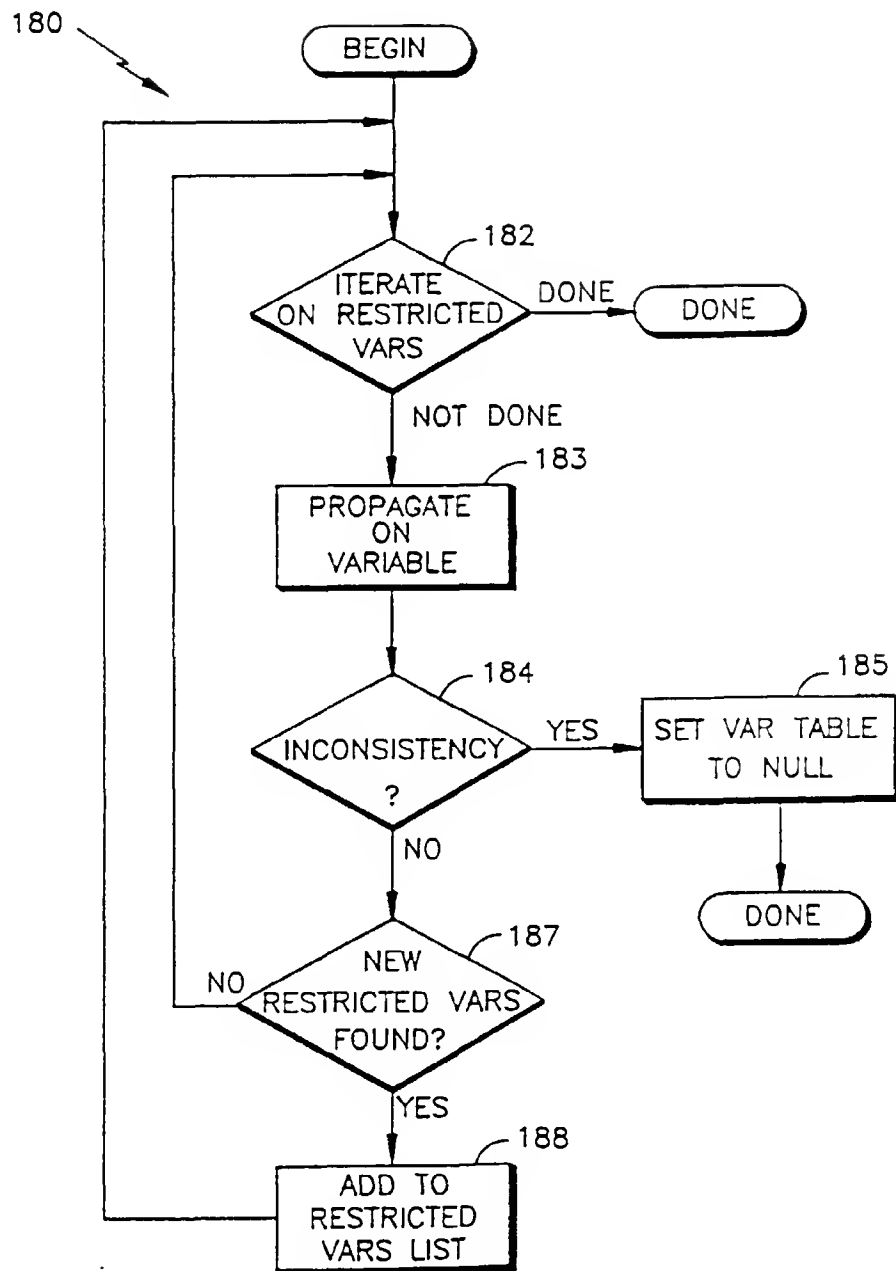 180
BEGIN
182
ITERATE
ON RESTRICTED
VARS
DONE
DONE
NOT DONE
183
PROPAGATE
ON
VARIABLE
184
INCONSISTENCY
?
YES
185
SET VAR TABLE
TO NULL
NO
DONE
187
NEW
RESTRICTED VARS
FOUND?
NO
YES
188
ADD TO
RESTRICTED
VARS LIST